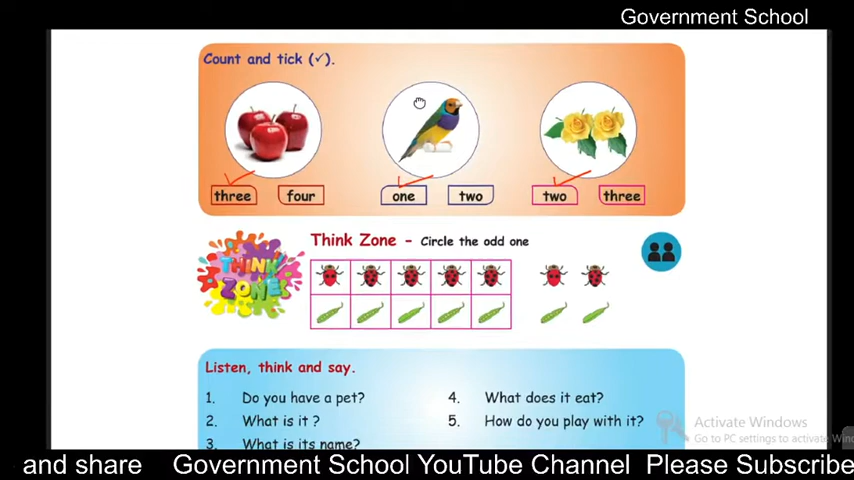 Government School
Count and tick (✓).
three four one two two three
THINK
ZONE
Think Zone - Circle the odd one
Listen, think and say.
1. Do you have a pet?
2. What is it ?
3. What is its name?
4. What does it eat?
5. How do you play with it?
Activate Windows
Go to PC settings to activate Win
and share Government School YouTube Channel Please Subscribe